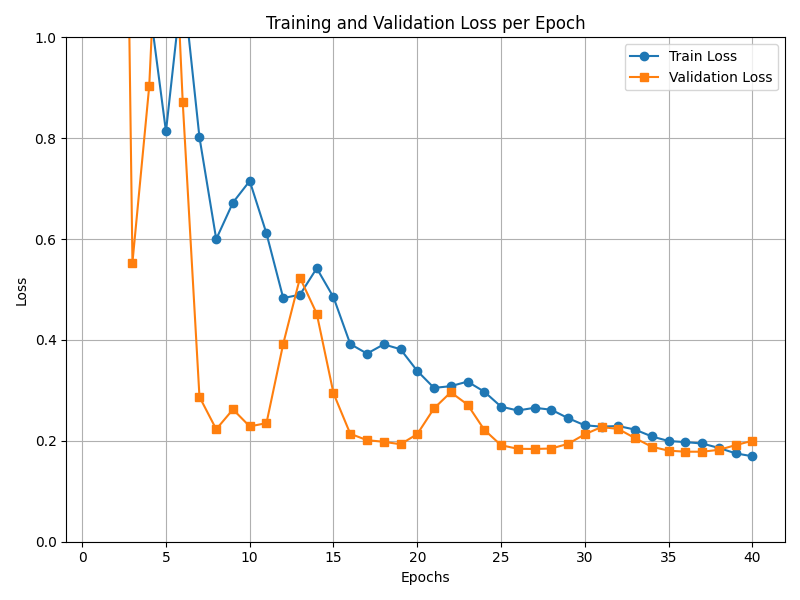 Training and Validation Loss per Epoch
Train Loss
Validation Loss
Loss
1.0
0.8
0.6
0.4
0.2
0.0
0 5 10 15 20 25 30 35 40
Epochs